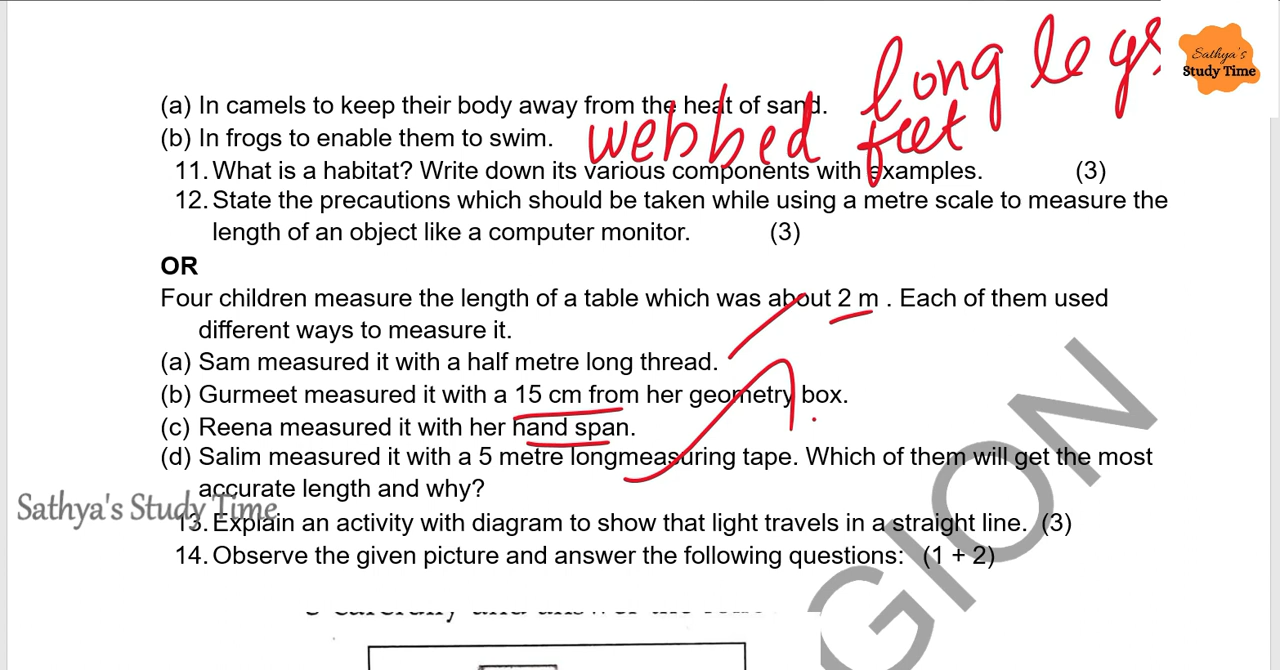 long legs
Sathya's
Study Time
(a) In camels to keep their body away from the heat of sand.
(b) In frogs to enable them to swim.
webbed feet
11. What is a habitat? Write down its various components with examples. (3)
12. State the precautions which should be taken while using a metre scale to measure the
length of an object like a computer monitor. (3)
OR
Four children measure the length of a table which was about 2 m . Each of them used
different ways to measure it.
(a) Sam measured it with a half metre long thread.
(b) Gurmeet measured it with a 15 cm from her geometry box.
(c) Reena measured it with her hand span.
(d) Salim measured it with a 5 metre longmeasuring tape. Which of them will get the most
accurate length and why?
Sathya's Study Time
13. Explain an activity with diagram to show that light travels in a straight line. (3)
14. Observe the given picture and answer the following questions: (1 + 2)
GION